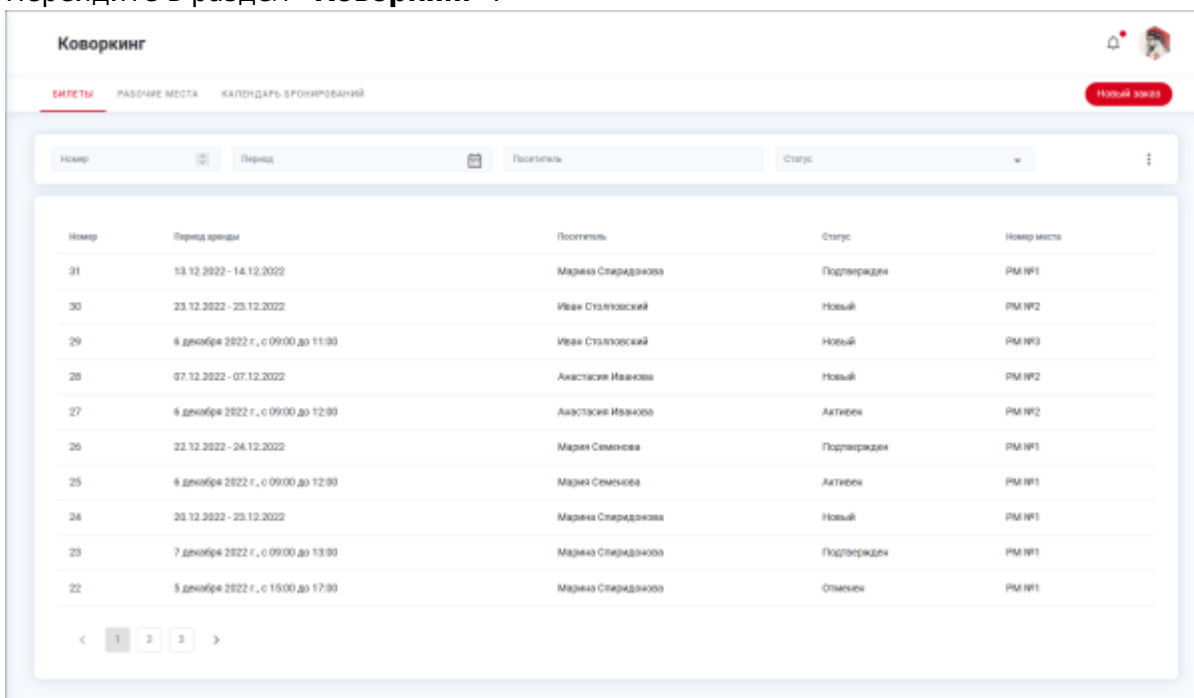 Перейдите в раздел "Коворкинг".
Коворкинг
БИЛЕТЫ РАБОЧИЕ МЕСТА КАЛЕНДАРЬ БРОНИРОВАНИЙ Новый заказ
Номер Период Посетитель Статус
Номер Период аренды Посетитель Статус Номер места
31 13.12.2022 - 14.12.2022 Марина Спиридонова Подтвержден РМ №1
30 23.12.2022 - 23.12.2022 Иван Столповский Новый РМ №2
29 6 декабря 2022 г., с 09:00 до 11:00 Иван Столповский Новый РМ №3
28 07.12.2022 - 07.12.2022 Анастасия Иванова Новый РМ №2
27 6 декабря 2022 г., с 09:00 до 12:00 Анастасия Иванова Активен РМ №2
26 22.12.2022 - 24.12.2022 Мария Семенова Подтвержден РМ №1
25 6 декабря 2022 г., с 09:00 до 12:00 Мария Семенова Активен РМ №1
24 20.12.2022 - 23.12.2022 Марина Спиридонова Новый РМ №1
23 7 декабря 2022 г., с 09:00 до 13:00 Марина Спиридонова Подтвержден РМ №1
22 5 декабря 2022 г., с 15:00 до 17:00 Марина Спиридонова Отменен РМ №1
1 2 3